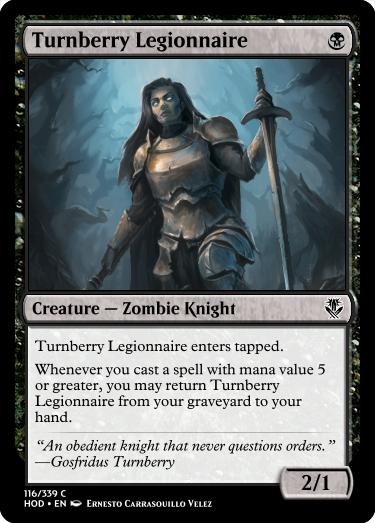 Turnberry Legionnaire
Creature — Zombie Knight
Turnberry Legionnaire enters tapped.
Whenever you cast a spell with mana value 5
or greater, you may return Turnberry
Legionnaire from your graveyard to your
hand.
“An obedient knight that never questions orders.”
—Gosfridus Turnberry
2/1
116/339 C
HOD • EN Ernesto Carrasquillo Velez